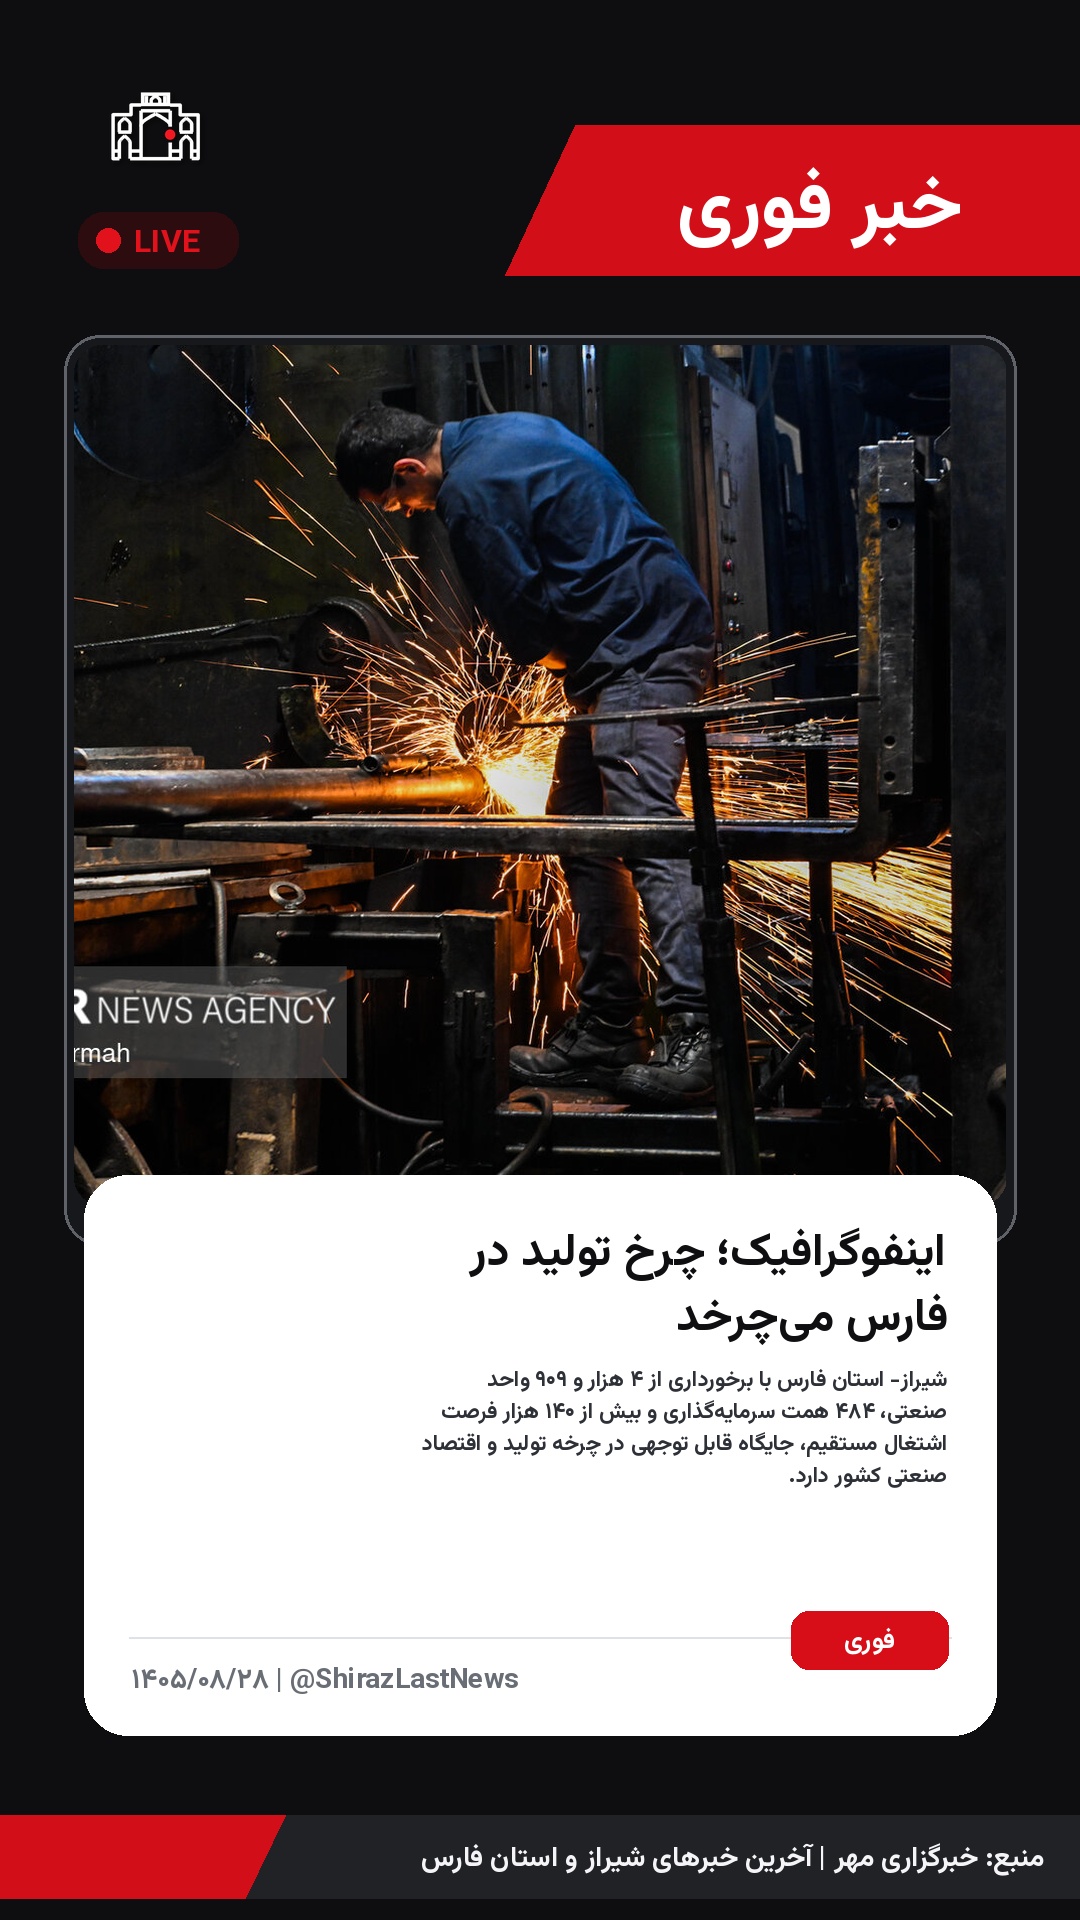 خبر فوری
LIVE
R NEWS AGENCY
rmah
اینفوگرافیک؛ چرخ تولید در
فارس می‌چرخد
شیراز- استان فارس با برخورداری از ۴ هزار و ۹۰۹ واحد
صنعتی، ۴۸۴ همت سرمایه‌گذاری و بیش از ۱۴۰ هزار فرصت
اشتغال مستقیم، جایگاه قابل توجهی در چرخه تولید و اقتصاد
صنعتی کشور دارد.
فوری
۱۴۰۵/۰۸/۲۸ | @ShirazLastNews
منبع: خبرگزاری مهر | آخرین خبرهای شیراز و استان فارس